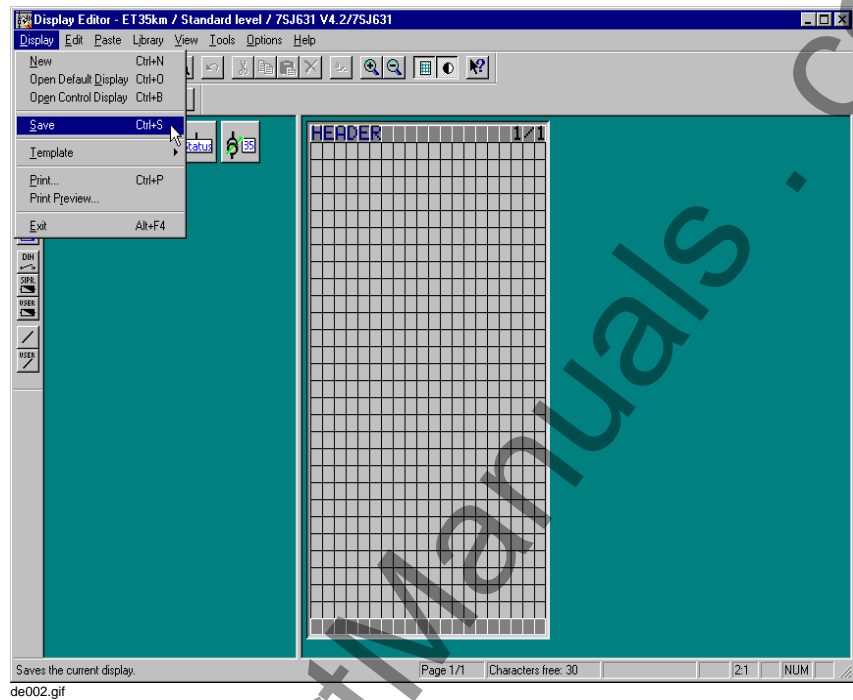 Display Editor - ET35km / Standard level / 7SJ631 V4.2/7SJ631
Display Edit Paste Library View Tools Options Help
New Ctrl+N
Open Default Display Ctrl+O
Open Control Display Ctrl+B
Save Ctrl+S
Template
Print... Ctrl+P
Print Preview...
Exit Alt+F4
Status 35
HEADER 1/1
DIN
SIPR.
USER
USER
Saves the current display. Page 1/1 Characters free: 30 2:1 NUM
de002.gif
Manuals . co